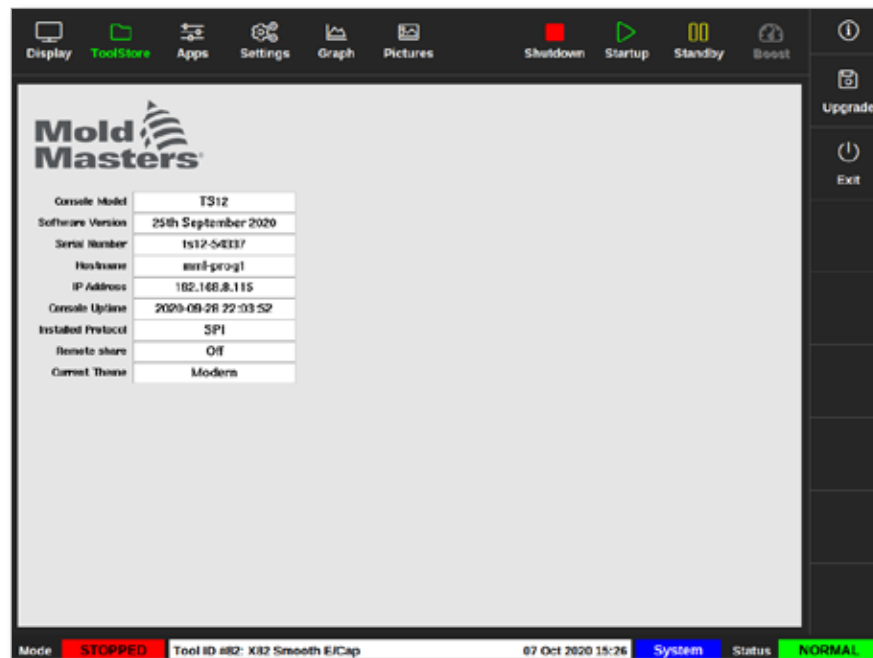 Display ToolStore Apps Settings Graph Pictures Shutdown Startup Standby Boost
Upgrade
Exit
Mold
Masters
Console Model TS12
Software Version 25th September 2020
Serial Number ts12-54337
Hostname mml-prog1
IP Address 192.168.8.115
Console Uptime 2020-09-28 22:03:52
Installed Protocol SPI
Remote share Off
Current Theme Modern
Mode STOPPED Tool ID #82: X82 Smooth E/Cap 07 Oct 2020 15:26 System Status NORMAL